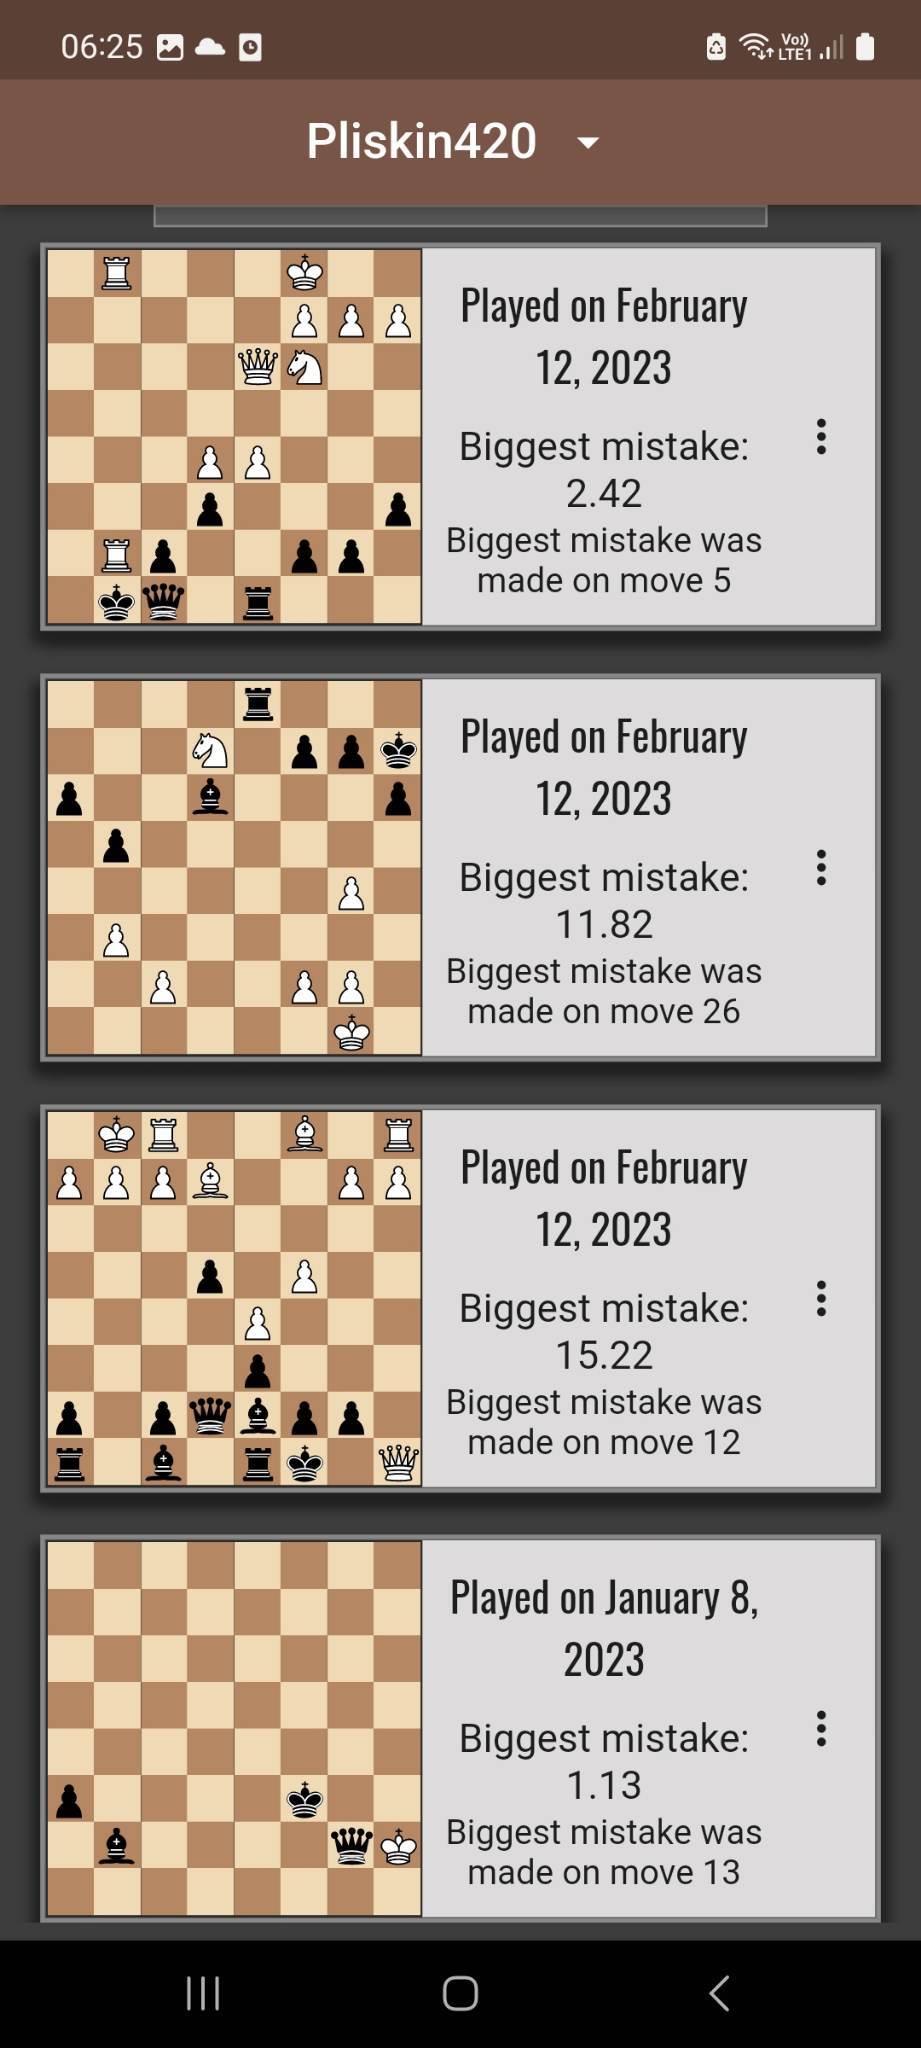 06:25
Vo))
LTE1
Pliskin420
Played on February
12, 2023
Biggest mistake:
2.42
Biggest mistake was
made on move 5
Played on February
12, 2023
Biggest mistake:
11.82
Biggest mistake was
made on move 26
Played on February
12, 2023
Biggest mistake:
15.22
Biggest mistake was
made on move 12
Played on January 8,
2023
Biggest mistake:
1.13
Biggest mistake was
made on move 13